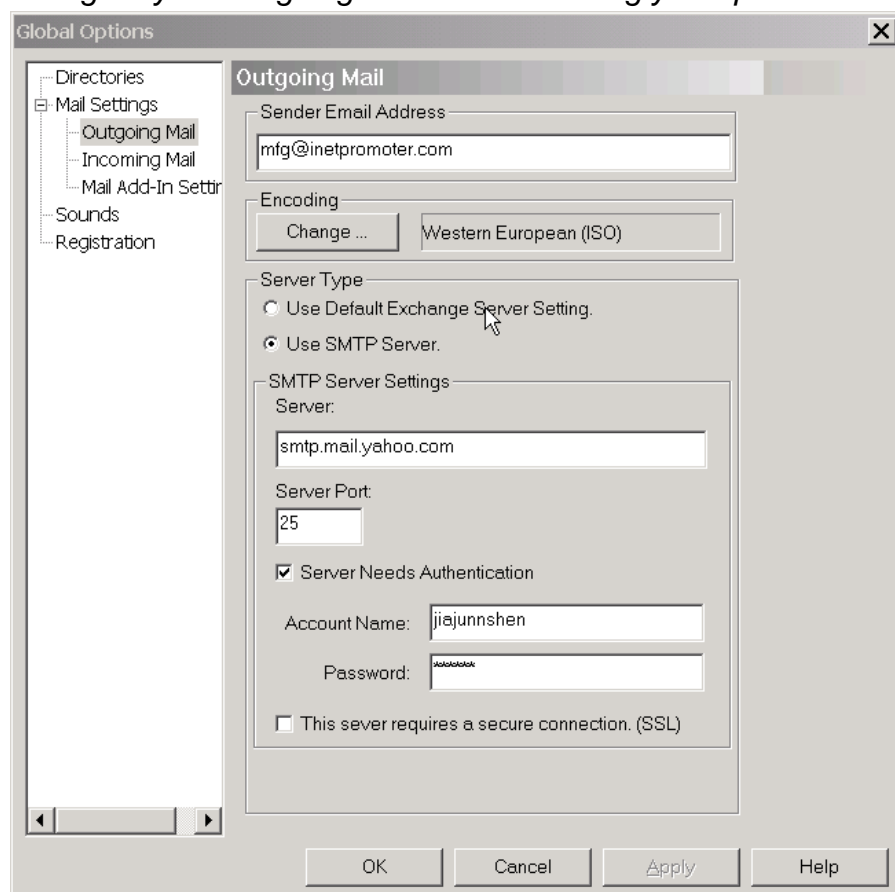 Global Options
Directories
Mail Settings
Outgoing Mail
Incoming Mail
Mail Add-In Settin
Sounds
Registration
Outgoing Mail
Sender Email Address
mfg@inetpromoter.com
Encoding
Change ...
Western European (ISO)
Server Type
Use Default Exchange Server Setting.
Use SMTP Server.
SMTP Server Settings
Server:
smtp.mail.yahoo.com
Server Port:
25
Server Needs Authentication
Account Name: jiajunnshen
Password: *******
This sever requires a secure connection. (SSL)
OK Cancel Apply Help